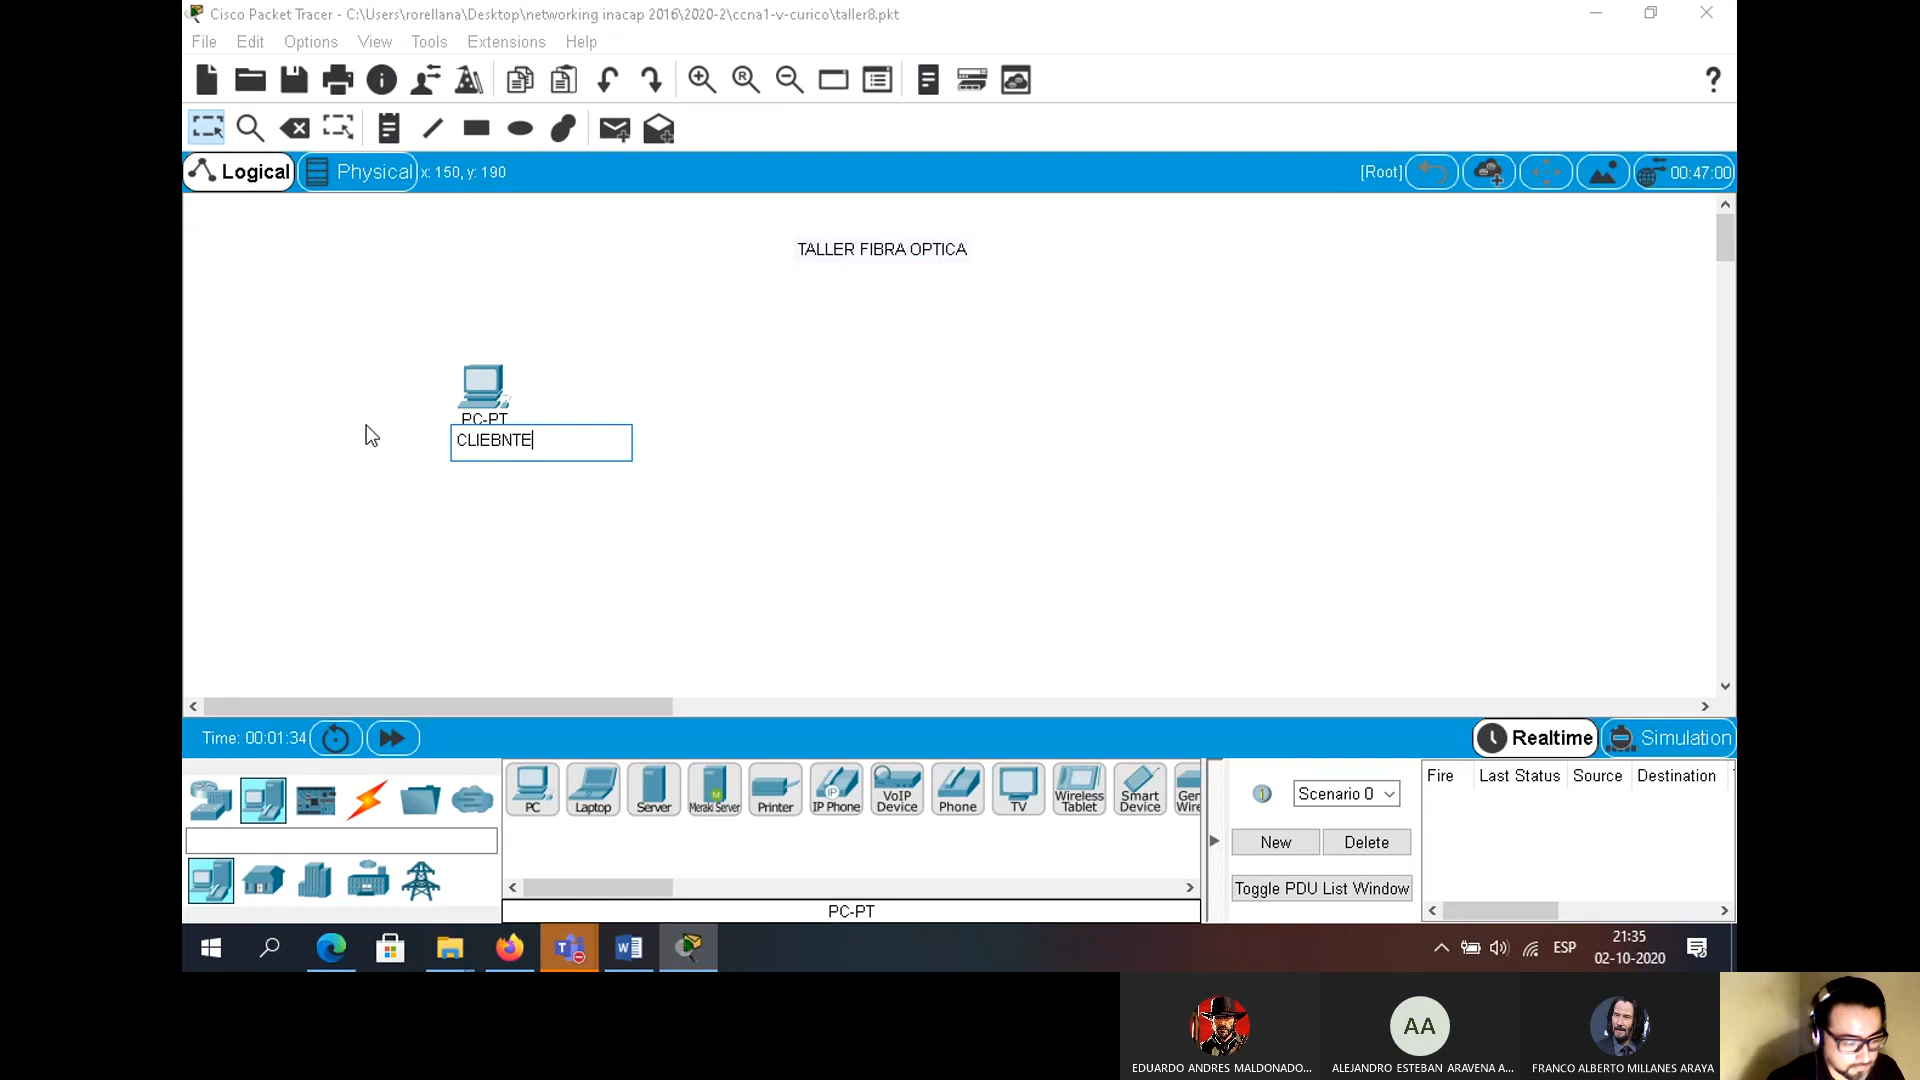 Cisco Packet Tracer - C:\Users\rorellana\Desktop\networking inacap 2016\2020-2\ccna1-v-curico\taller8.pkt
File Edit Options View Tools Extensions Help
Logical Physical x: 150, y: 190 [Root] 00:47:00
TALLER FIBRA OPTICA
PC-PT
CLIEBNTE
Time: 00:01:34 Realtime Simulation
PC Laptop Server Meraki Server Printer IP Phone VoIP Device Phone TV Wireless Tablet Smart Device
Scenario 0
New Delete
Toggle PDU List Window
Fire Last Status Source Destination
PC-PT
ESP
21:35
02-10-2020
AA
EDUARDO ANDRES MALDONADO... ALEJANDRO ESTEBAN ARAVENA A... FRANCO ALBERTO MILLANES ARAYA